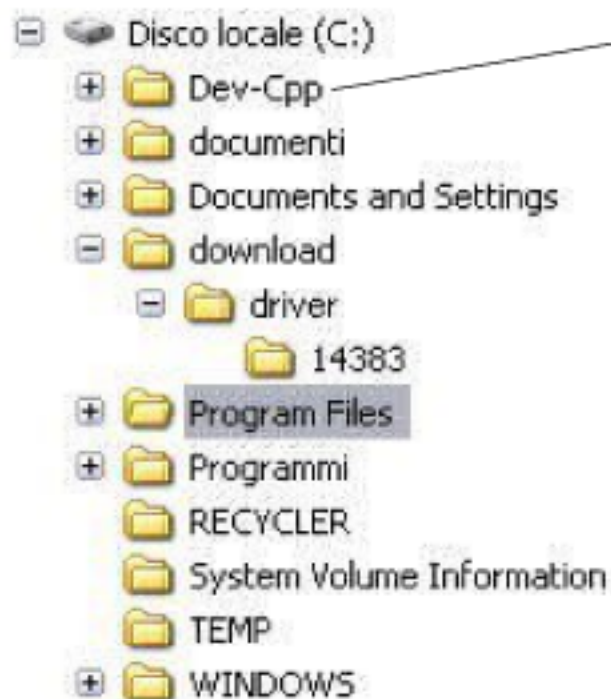 Disco locale (C:)
Dev-Cpp
documenti
Documents and Settings
download
driver
14383
Program Files
Programmi
RECYCLER
System Volume Information
TEMP
WINDOWS